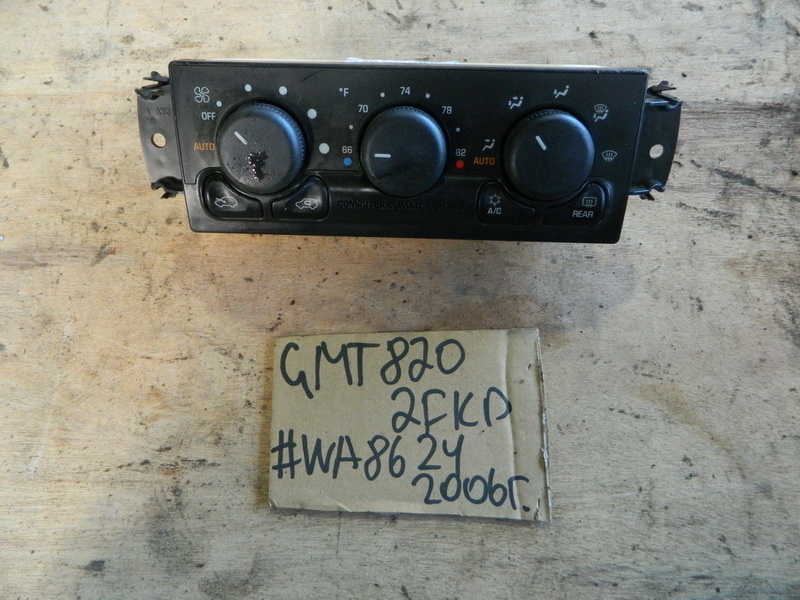 °F 74
OFF 70 78
AUTO 66 82 AUTO
A/C REAR
GMT820
2FKD
#WA8624
2006г.